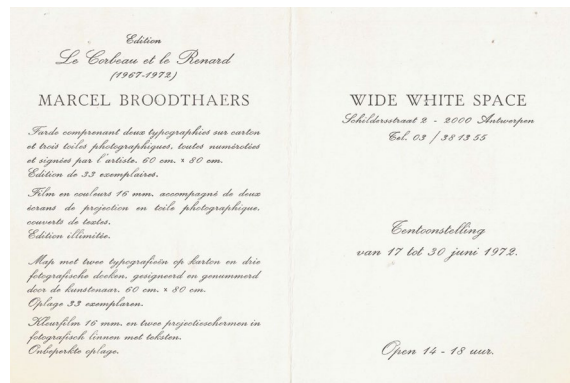 Edition
Le Corbeau et le Renard
(1967-1972)
MARCEL BROODTHAERS
Farde comprenant deux typographies sur carton
et trois toiles photographiques, toutes numérotées
et signées par l'artiste. 60 cm. x 80 cm.
Edition de 33 exemplaires.
Film en couleurs 16 mm. accompagné de deux
écrans de projection en toile photographique,
couverts de textes.
Edition illimitée.
Map met twee typografieën op karton en drie
fotografische doeken, gesigneerd en genummerd
door de kunstenaar. 60 cm. x 80 cm.
Oplage 33 exemplaren.
Kleurfilm 16 mm. en twee projectieschermen in
fotografisch linnen met teksten.
Onbeperkte oplage.
WIDE WHITE SPACE
Schildersstraat 2 - 2000 Antwerpen
Tel. 03 / 38 13 55
Tentoonstelling
van 17 tot 30 juni 1972.
Open 14 - 18 uur.